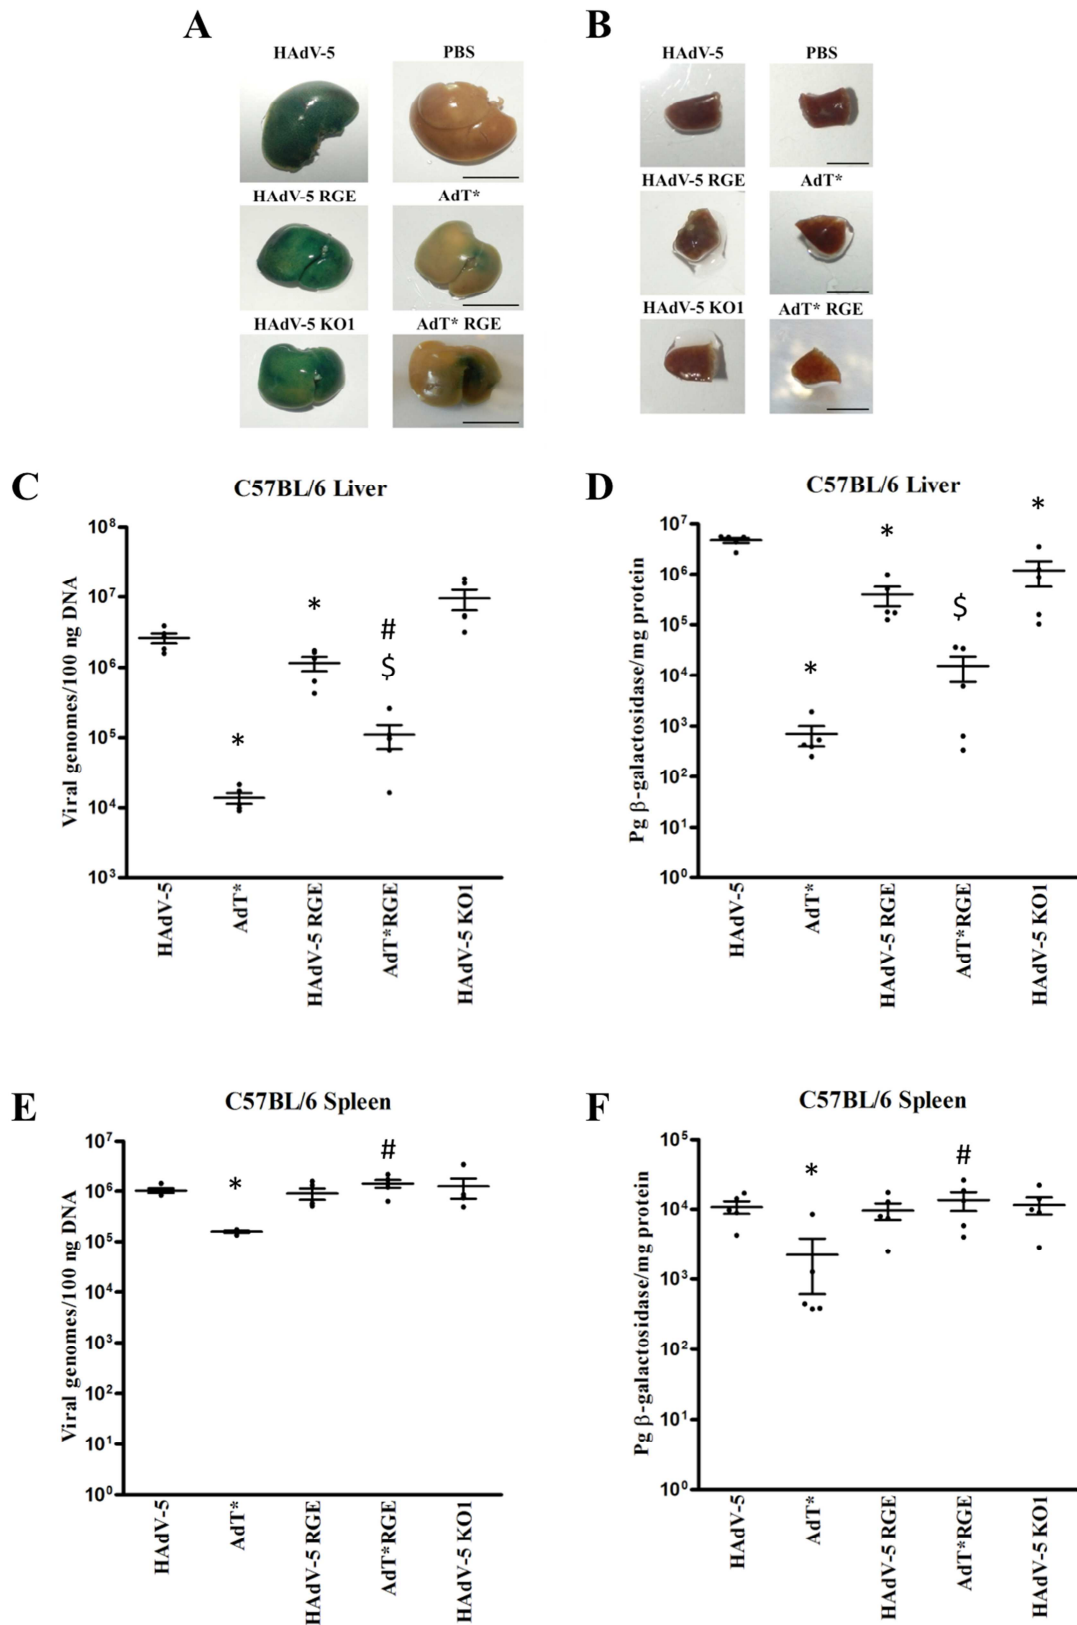 A
HAdV-5
PBS
HAdV-5 RGE
AdT*
HAdV-5 KO1
AdT* RGE
B
HAdV-5
PBS
HAdV-5 RGE
AdT*
HAdV-5 KO1
AdT* RGE
C
C57BL/6 Liver
Viral genomes/100 ng DNA
10⁸
10⁷
10⁶
10⁵
10⁴
10³
*
*
#
$
HAdV-5
AdT*
HAdV-5 RGE
AdT*RGE
HAdV-5 KO1
D
C57BL/6 Liver
Pg β-galactosidase/mg protein
10⁷
10⁶
10⁵
10⁴
10³
10²
10¹
10⁰
*
*
$
*
HAdV-5
AdT*
HAdV-5 RGE
AdT*RGE
HAdV-5 KO1
E
C57BL/6 Spleen
Viral genomes/100 ng DNA
10⁷
10⁶
10⁵
10⁴
10³
10²
10¹
10⁰
*
#
HAdV-5
AdT*
HAdV-5 RGE
AdT*RGE
HAdV-5 KO1
F
C57BL/6 Spleen
Pg β-galactosidase/mg protein
10⁵
10⁴
10³
10²
10¹
10⁰
*
#
HAdV-5
AdT*
HAdV-5 RGE
AdT*RGE
HAdV-5 KO1